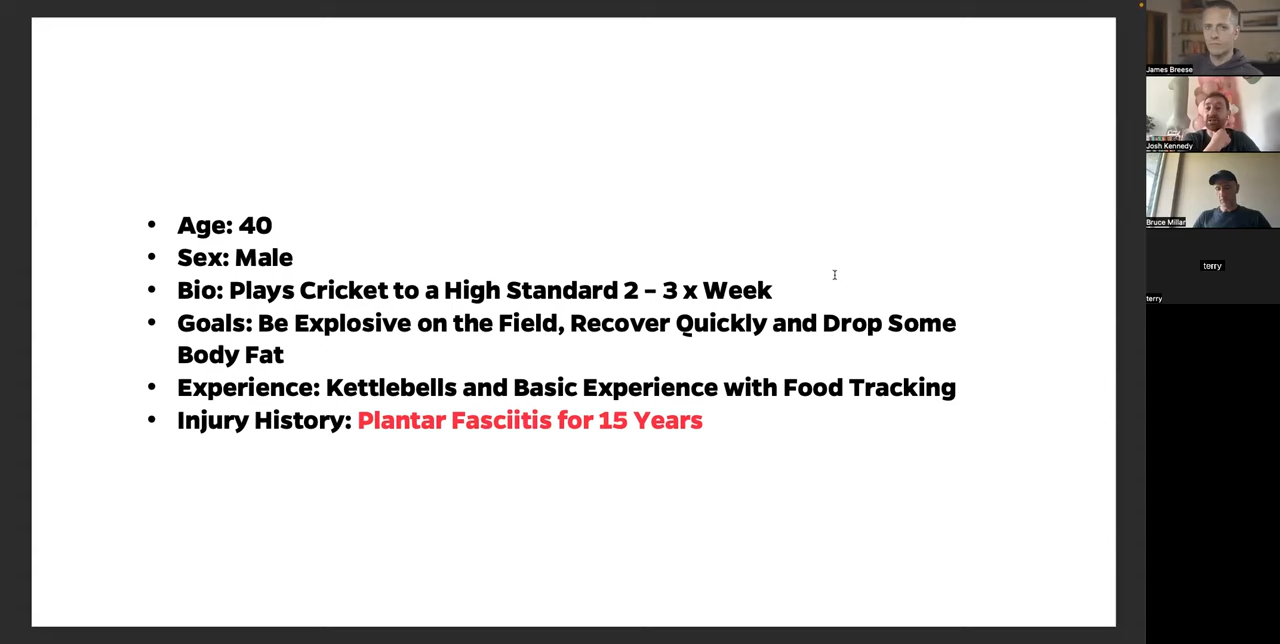 • Age: 40
• Sex: Male
• Bio: Plays Cricket to a High Standard 2 – 3 x Week
• Goals: Be Explosive on the Field, Recover Quickly and Drop Some
Body Fat
• Experience: Kettlebells and Basic Experience with Food Tracking
• Injury History: Plantar Fasciitis for 15 Years
James Breese
Josh Kennedy
Bruce Millar
terry
terry